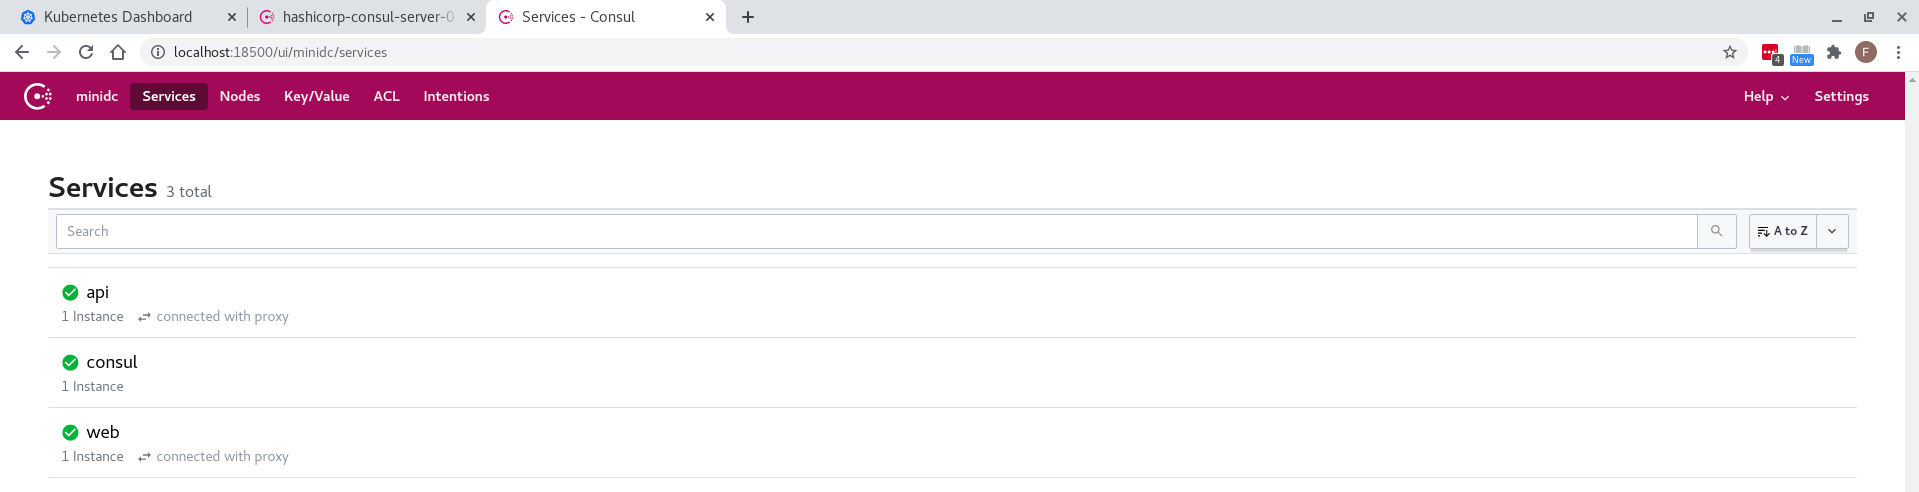 Kubernetes Dashboard hashicorp-consul-server-0 Services - Consul
localhost:18500/ui/minidc/services 4 New F
minidc Services Nodes Key/Value ACL Intentions Help Settings
Services 3 total
Search A to Z
api
1 Instance connected with proxy
consul
1 Instance
web
1 Instance connected with proxy